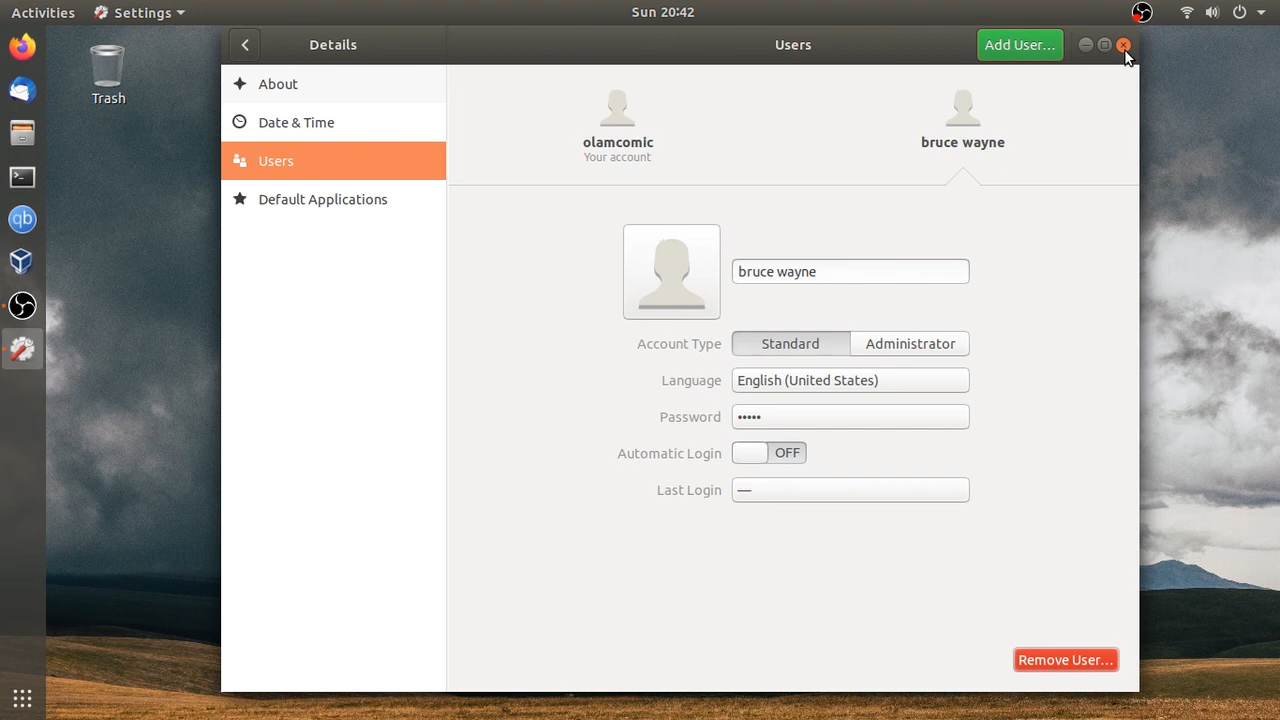 Activities
Settings
Sun 20:42
Details
Users
Add User...
Trash
About
Date & Time
Users
Default Applications
olamcomic
Your account
bruce wayne
bruce wayne
Account Type
Standard
Administrator
Language
English (United States)
Password
•••••
Automatic Login
OFF
Last Login
—
Remove User...
qb